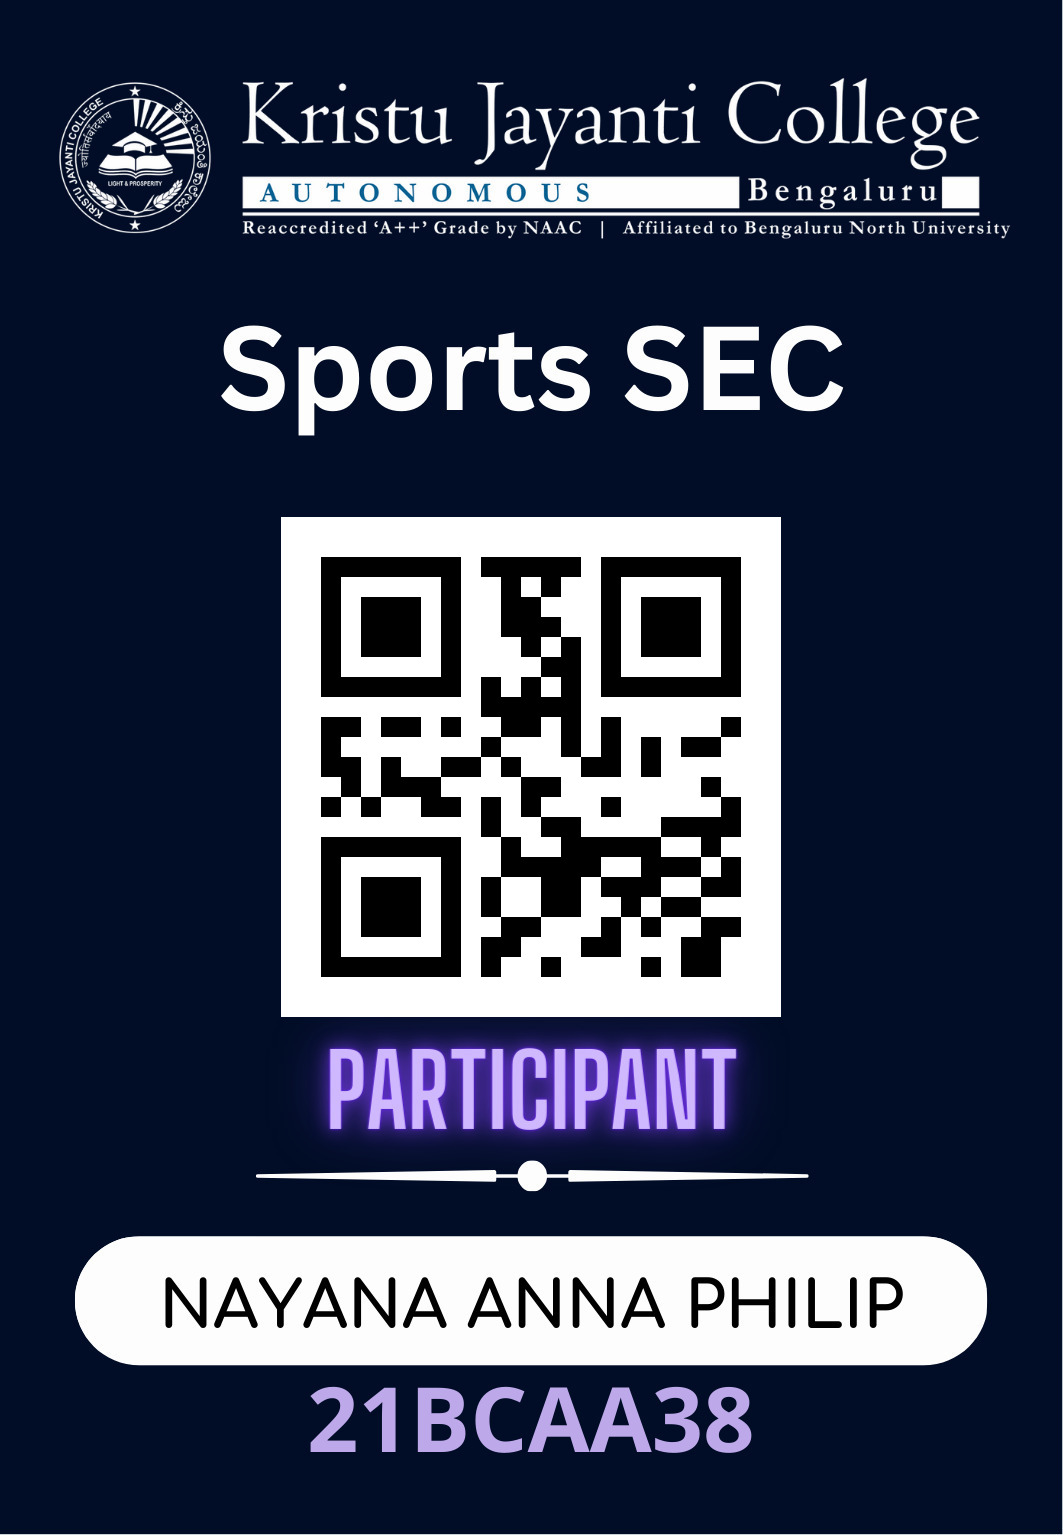 Kristu Jayanti College
AUTONOMOUS Bengaluru
Reaccredited ‘A++’ Grade by NAAC | Affiliated to Bengaluru North University
KRISTU JAYANTI COLLEGE
LIGHT & PROSPERITY
Sports SEC
PARTICIPANT
NAYANA ANNA PHILIP
21BCAA38